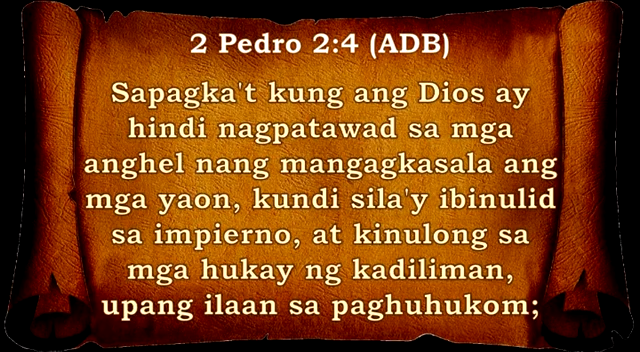 2 Pedro 2:4 (ADB)
Sapagka't kung ang Dios ay
hindi nagpatawad sa mga
anghel nang mangagkasala ang
mga yaon, kundi sila'y ibinulid
sa impierno, at kinulong sa
mga hukay ng kadiliman,
upang ilaan sa paghuhukom;